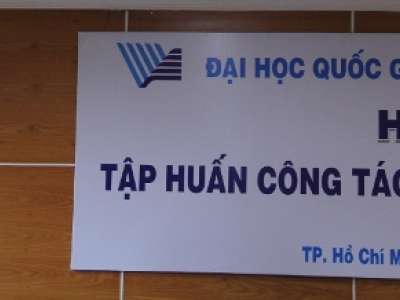 ĐẠI HỌC QUỐC G
H
TẬP HUẤN CÔNG TÁC
TP. Hồ Chí M